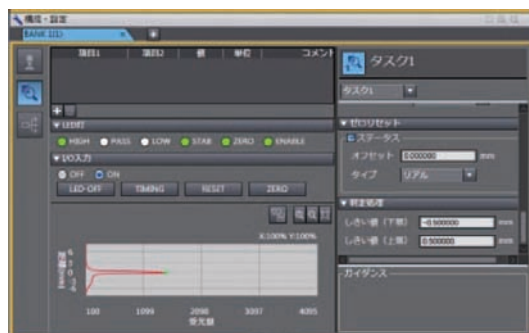 構成・設定
BANK 1(1)
項目1 項目2 値 単位 コメント
LED灯
HIGH PASS LOW STAB ZERO ENABLE
I/O入力
OFF ON
LED-OFF TIMING RESET ZERO
X:100% Y:100%
6
3
0
-3
-6
100 1099 2098 3097 4095
受光量
タスク1
タスク1
ゼロリセット
ステータス
オフセット 0.000000 mm
タイプ リアル
判定処理
しきい値（下限） -0.500000 mm
しきい値（上限） 0.500000 mm
ガイダンス